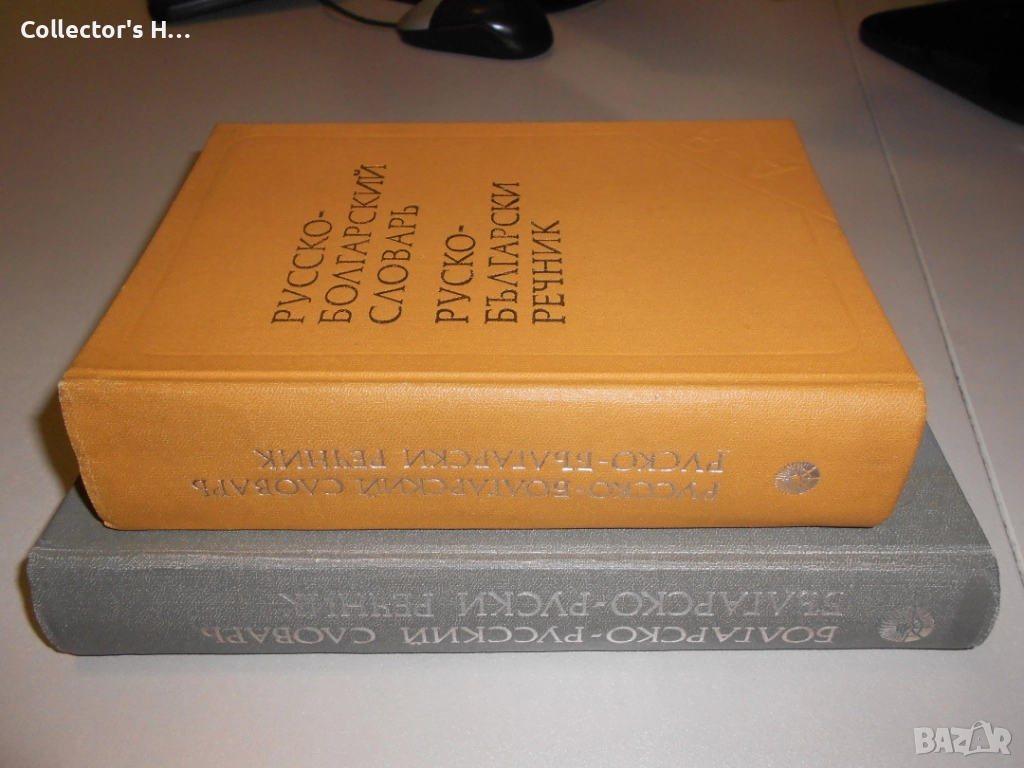 Collector's H...
РУССКО-
БОЛГАРСКИЙ
СЛОВАРЬ
РУСКО-
БЪЛГАРСКИ
РЕЧНИК
РУССКО-БОЛГАРСКИЙ СЛОВАРЬ
РУСКО-БЪЛГАРСКИ РЕЧНИК
БОЛГАРСКО-РУССКИЙ СЛОВАРЬ
БЪЛГАРСКО-РУСКИ РЕЧНИК
BAZAR